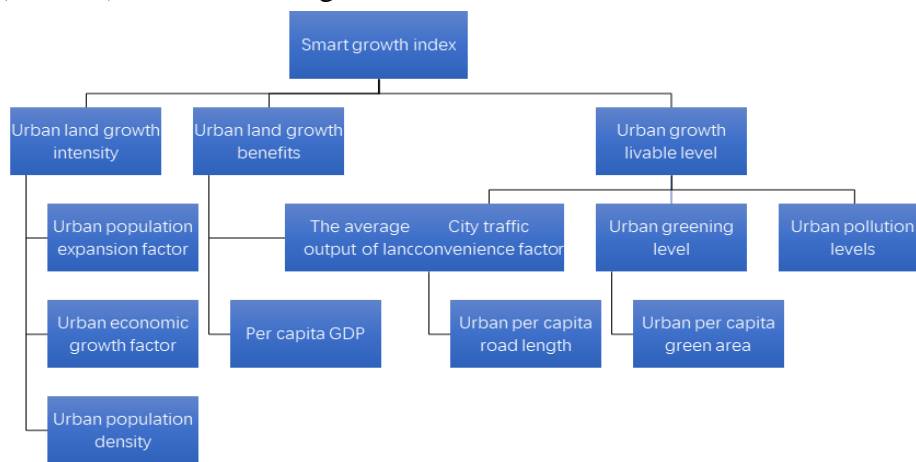 Smart growth index
Urban land growth
intensity
Urban land growth
benefits
Urban growth
livable level
Urban population
expansion factor
The average
output of lanc
City traffic
convenience factor
Urban greening
level
Urban pollution
levels
Urban economic
growth factor
Per capita GDP
Urban per capita
road length
Urban per capita
green area
Urban population
density